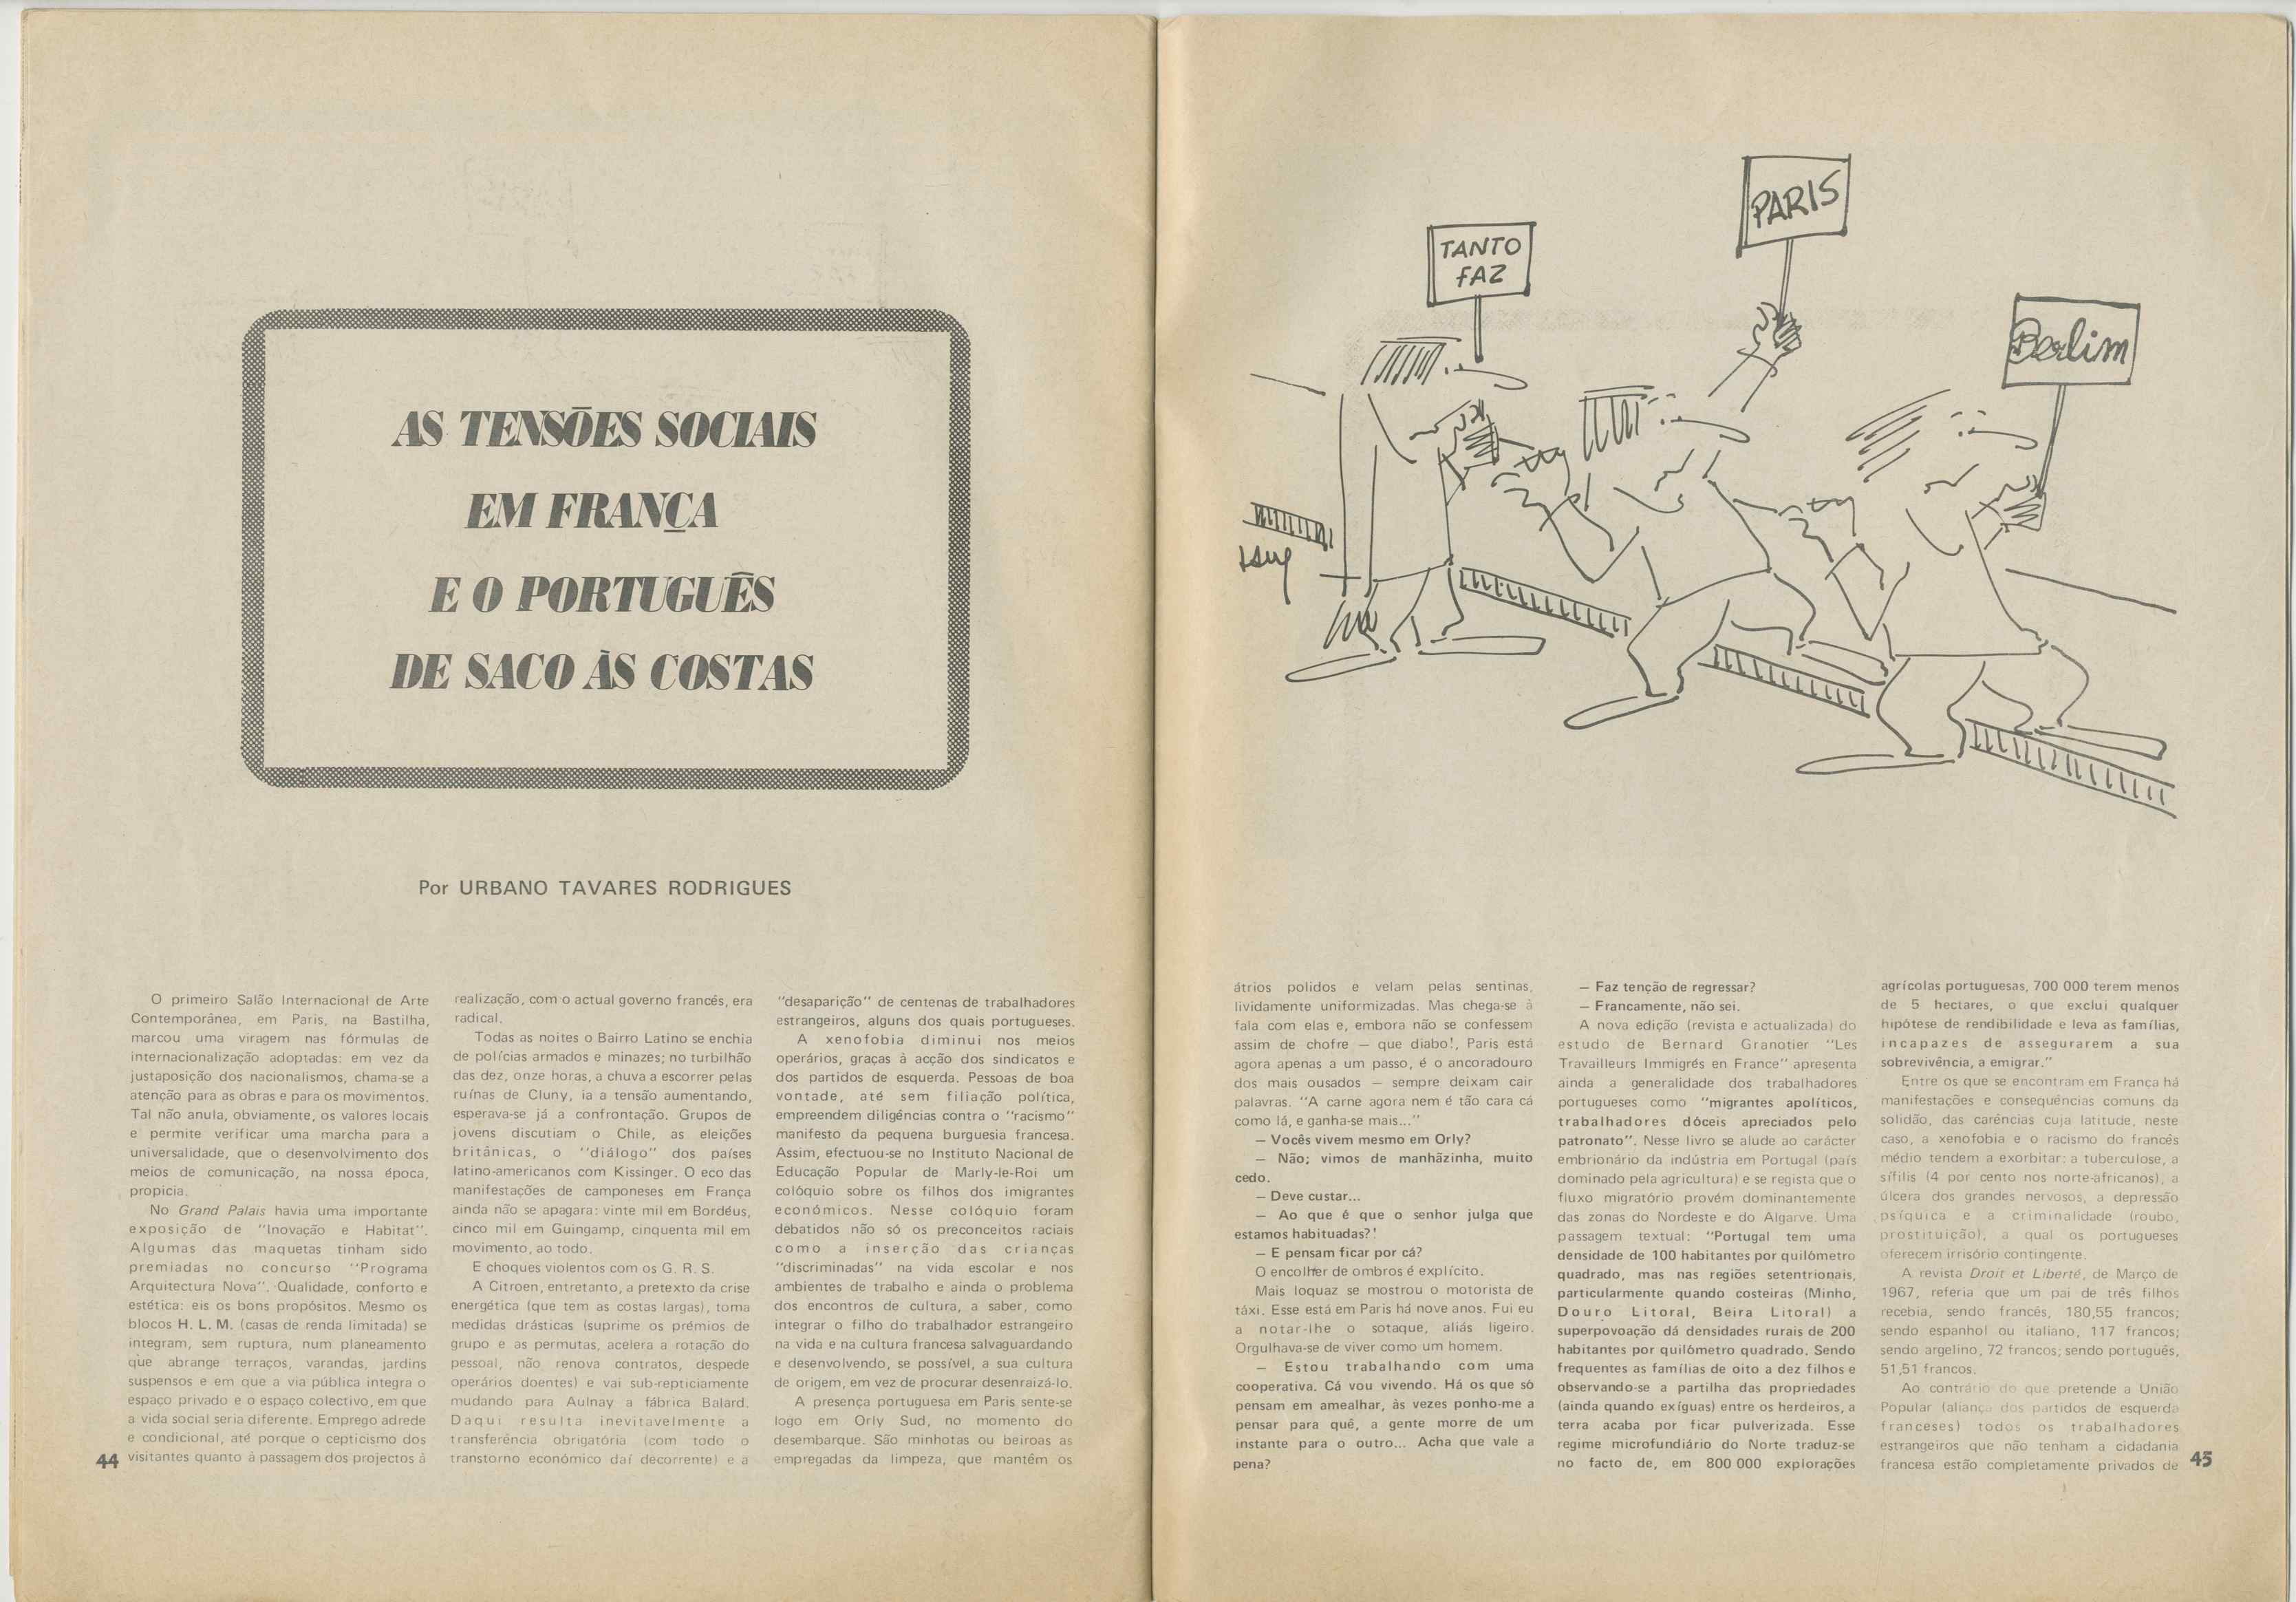 AS TENSÕES SOCIAIS
EM FRANÇA
E O PORTUGUÊS
DE SACO ÀS COSTAS
Por URBANO TAVARES RODRIGUES
O primeiro Salão Internacional de Arte
Contemporânea, em Paris, na Bastilha,
marcou uma viragem nas fórmulas de
internacionalização adoptadas: em vez da
justaposição dos nacionalismos, chama-se a
atenção para as obras e para os movimentos.
Tal não anula, obviamente, os valores locais
e permite verificar uma marcha para a
universalidade, que o desenvolvimento dos
meios de comunicação, na nossa época,
propicia.
No Grand Palais havia uma importante
exposição de "Inovação e Habitat".
Algumas das maquetas tinham sido
premiadas no concurso "Programa
Arquitectura Nova". Qualidade, conforto e
estética: eis os bons propósitos. Mesmo os
blocos H. L. M. (casas de renda limitada) se
integram, sem ruptura, num planeamento
que abrange terraços, varandas, jardins
suspensos e em que a via pública integra o
espaço privado e o espaço colectivo, em que
a vida social seria diferente. Emprego adrede
e condicional, até porque o cepticismo dos
visitantes quanto à passagem dos projectos à
44
realização, com o actual governo francês, era
radical.
Todas as noites o Bairro Latino se enchia
de polícias armados e minazes; no turbilhão
das dez, onze horas, a chuva a escorrer pelas
ruínas de Cluny, ia a tensão aumentando,
esperava-se já a confrontação. Grupos de
jovens discutiam o Chile, as eleições
britânicas, o "diálogo" dos países
latino-americanos com Kissinger. O eco das
manifestações de camponeses em França
ainda não se apagara: vinte mil em Bordéus,
cinco mil em Guingamp, cinquenta mil em
movimento, ao todo.
E choques violentos com os G. R. S.
A Citroen, entretanto, a pretexto da crise
energética (que tem as costas largas), toma
medidas drásticas (suprime os prémios de
grupo e as permutas, acelera a rotação do
pessoal, não renova contratos, despede
operários doentes) e vai sub-repticiamente
mudando para Aulnay a fábrica Balard.
Daqui resulta inevitavelmente a
transferência obrigatória (com todo o
transtorno económico daí decorrente) e a
"desaparição" de centenas de trabalhadores
estrangeiros, alguns dos quais portugueses.
A xenofobia diminui nos meios
operários, graças à acção dos sindicatos e
dos partidos de esquerda. Pessoas de boa
vontade, até sem filiação política,
empreendem diligências contra o "racismo"
manifesto da pequena burguesia francesa.
Assim, efectuou-se no Instituto Nacional de
Educação Popular de Marly-le-Roi um
colóquio sobre os filhos dos imigrantes
económicos. Nesse colóquio foram
debatidos não só os preconceitos raciais
como a inserção das crianças
"discriminadas" na vida escolar e nos
ambientes de trabalho e ainda o problema
dos encontros de cultura, a saber, como
integrar o filho do trabalhador estrangeiro
na vida e na cultura francesa salvaguardando
e desenvolvendo, se possível, a sua cultura
de origem, em vez de procurar desenraizá-lo.
A presença portuguesa em Paris sente-se
logo em Orly Sud, no momento do
desembarque. São minhotas ou beiroas as
empregadas da limpeza, que mantêm os
TANTO
FAZ
PARIS
Berlim
átrios polidos e velam pelas sentinas,
lividamente uniformizadas. Mas chega-se à
fala com elas e, embora não se confessem
assim de chofre — que diabo!, Paris está
agora apenas a um passo, é o ancoradouro
dos mais ousados — sempre deixam cair
palavras. "A carne agora nem é tão cara cá
como lá, e ganha-se mais..."
— Vocês vivem mesmo em Orly?
— Não; vimos de manhãzinha, muito
cedo.
— Deve custar...
— Ao que é que o senhor julga que
estamos habituadas?!
— E pensam ficar por cá?
O encolher de ombros é explícito.
Mais loquaz se mostrou o motorista de
táxi. Esse está em Paris há nove anos. Fui eu
a notar-lhe o sotaque, aliás ligeiro.
Orgulhava-se de viver como um homem.
— Estou trabalhando com uma
cooperativa. Cá vou vivendo. Há os que só
pensam em amealhar, às vezes ponho-me a
pensar para quê, a gente morre de um
instante para o outro... Acha que vale a
pena?
— Faz tenção de regressar?
— Francamente, não sei.
A nova edição (revista e actualizada) do
estudo de Bernard Granotier "Les
Travailleurs Immigrés en France" apresenta
ainda a generalidade dos trabalhadores
portugueses como "migrantes apolíticos,
trabalhadores dóceis apreciados pelo
patronato". Nesse livro se alude ao carácter
embrionário da indústria em Portugal (país
dominado pela agricultura) e se regista que o
fluxo migratório provém dominantemente
das zonas do Nordeste e do Algarve. Uma
passagem textual: "Portugal tem uma
densidade de 100 habitantes por quilómetro
quadrado, mas nas regiões setentrionais,
particularmente quando costeiras (Minho,
Douro Litoral, Beira Litoral) a
superpovoação dá densidades rurais de 200
habitantes por quilómetro quadrado. Sendo
frequentes as famílias de oito a dez filhos e
observando-se a partilha das propriedades
(ainda quando exíguas) entre os herdeiros, a
terra acaba por ficar pulverizada. Esse
regime microfundiário do Norte traduz-se
no facto de, em 800 000 explorações
agrícolas portuguesas, 700 000 terem menos
de 5 hectares, o que exclui qualquer
hipótese de rendibilidade e leva as famílias,
incapazes de assegurarem a sua
sobrevivência, a emigrar."
Entre os que se encontram em França há
manifestações e consequências comuns da
solidão, das carências cuja latitude, neste
caso, a xenofobia e o racismo do francês
médio tendem a exorbitar: a tuberculose, a
sífilis (4 por cento nos norte-africanos), a
úlcera dos grandes nervosos, a depressão
psíquica e a criminalidade (roubo,
prostituição), a qual os portugueses
oferecem irrisório contingente.
A revista Droit et Liberté, de Março de
1967, referia que um pai de três filhos
recebia, sendo francês, 180,55 francos;
sendo espanhol ou italiano, 117 francos;
sendo argelino, 72 francos; sendo português,
51,51 francos.
Ao contrário do que pretende a União
Popular (aliança dos partidos de esquerda
franceses) todos os trabalhadores
estrangeiros que não tenham a cidadania
francesa estão completamente privados de
45